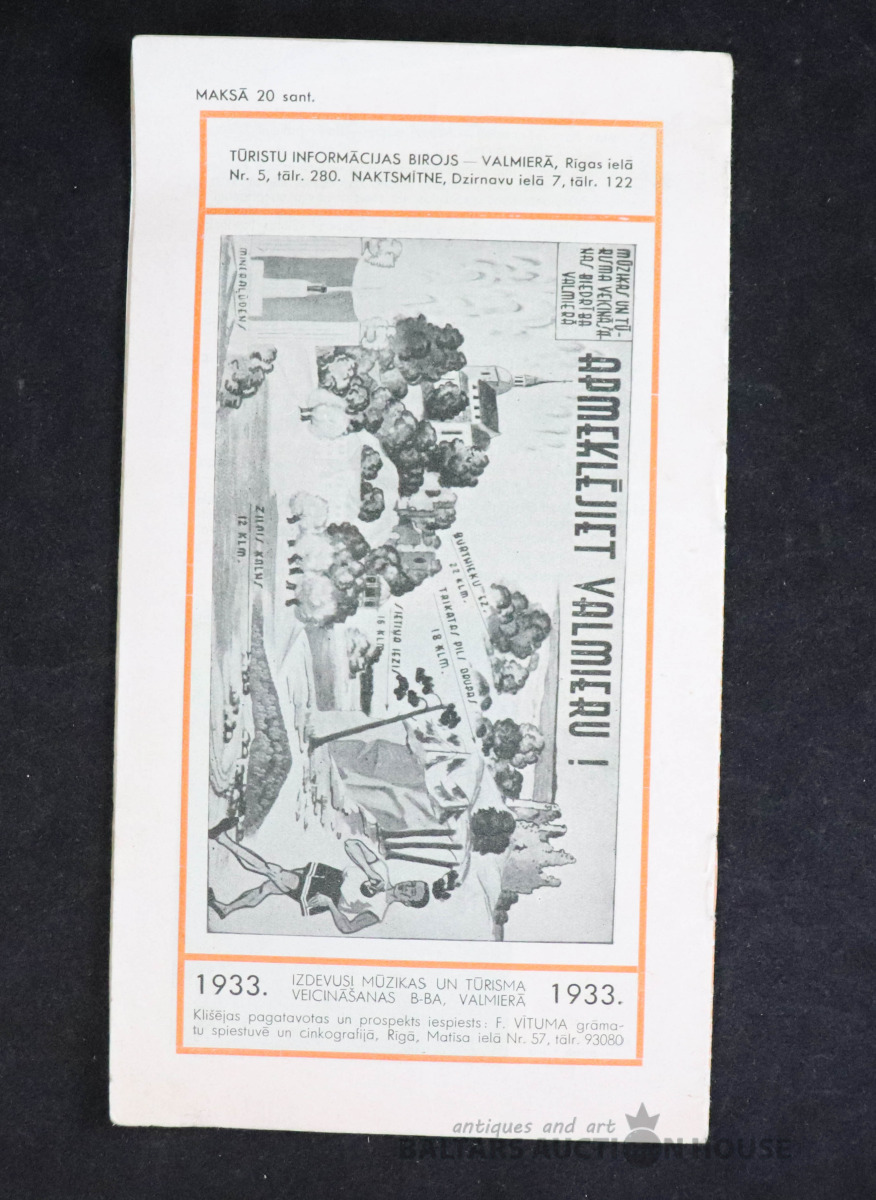 MAKSĀ 20 sant.
TŪRISTU INFORMĀCIJAS BIROJS — VALMIERĀ, Rīgas ielā
Nr. 5, tālr. 280. NAKTSMĪTNE, Dzirnavu ielā 7, tālr. 122
MŪZIKAS UN TŪ-
RISMA VEICINĀŠA-
NAS BIEDRĪBA
VALMIERĀ
APMEKLĒJIET VALMIERU !
MINERALŪDENS
BURTNIEKU EZ.
22 KLM.
TRIKATAS PILS DRUPAS
18 KLM.
SIETIŅA IEZIS
16 KLM.
ZILAIS KALNS
12 KLM.
1933. IZDEVUSI MŪZIKAS UN TŪRISMA 1933.
VEICINĀŠANAS B-BA, VALMIERĀ
Klišējas pagatavotas un prospekts iespiests: F. VĪTUMA grāma-
tu spiestuvē un cinkografijā, Rīgā, Matīsa ielā Nr. 57, tālr. 93080
antiques and art
BALTARS AUCTION HOUSE